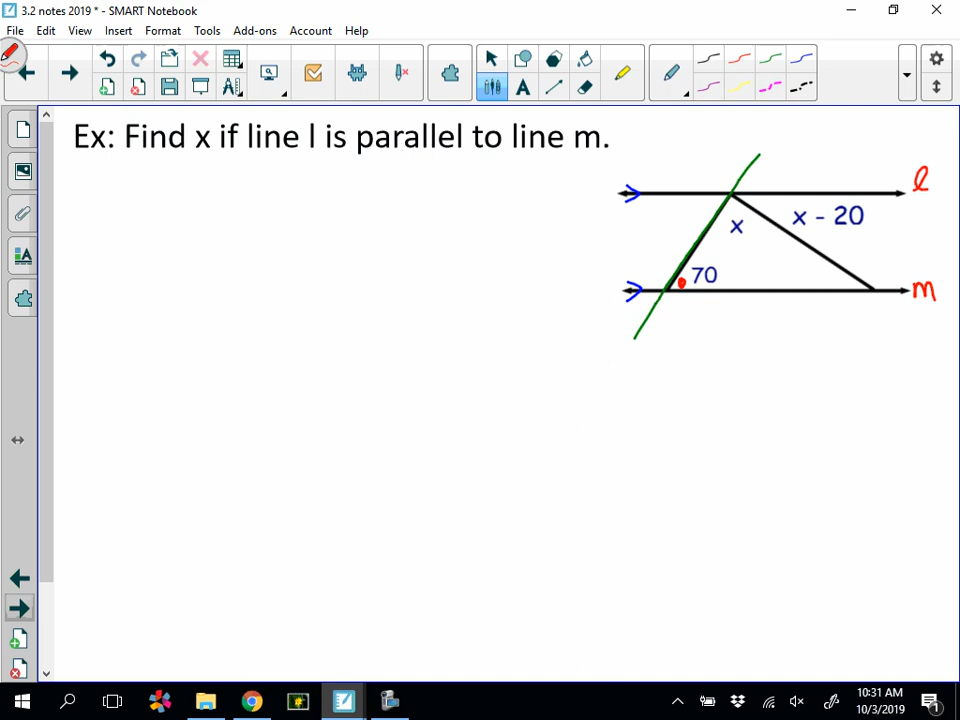 3.2 notes 2019 * - SMART Notebook
File Edit View Insert Format Tools Add-ons Account Help
Ex: Find x if line l is parallel to line m.
l
x - 20
x
70
m
10:31 AM
10/3/2019
1